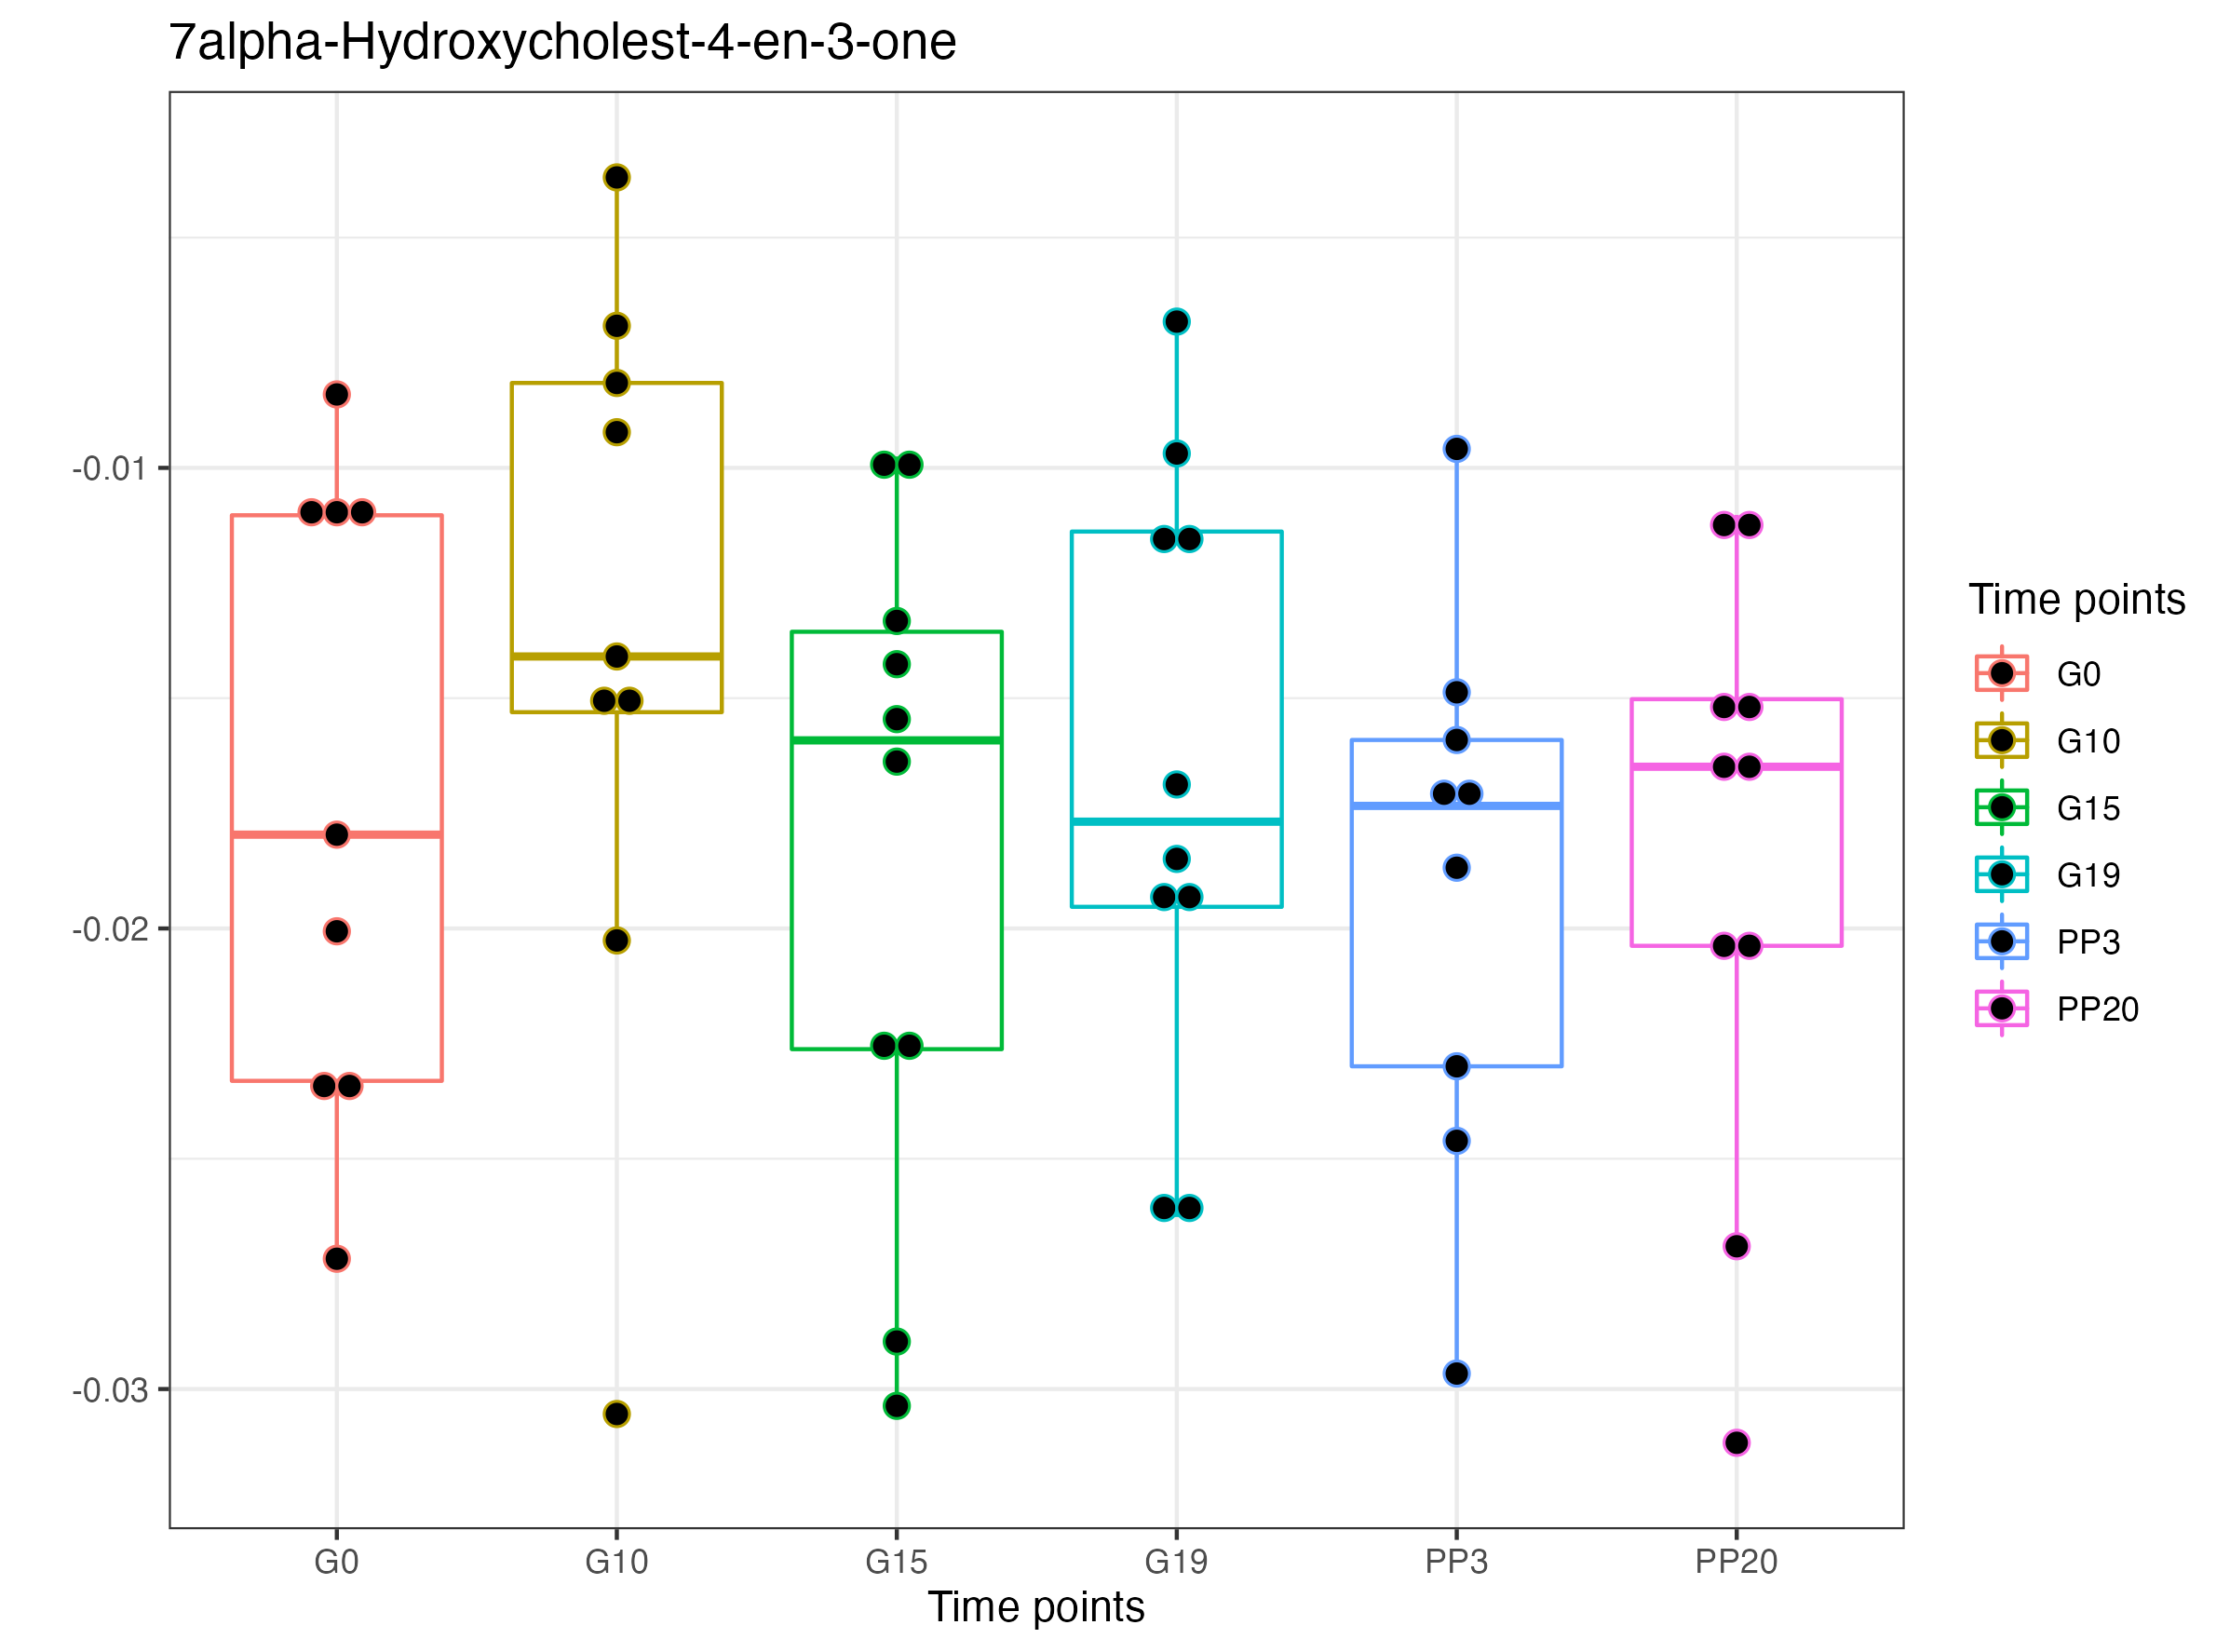 7alpha-Hydroxycholest-4-en-3-one
-0.01
-0.02
-0.03
G0 G10 G15 G19 PP3 PP20
Time points
Time points
G0
G10
G15
G19
PP3
PP20